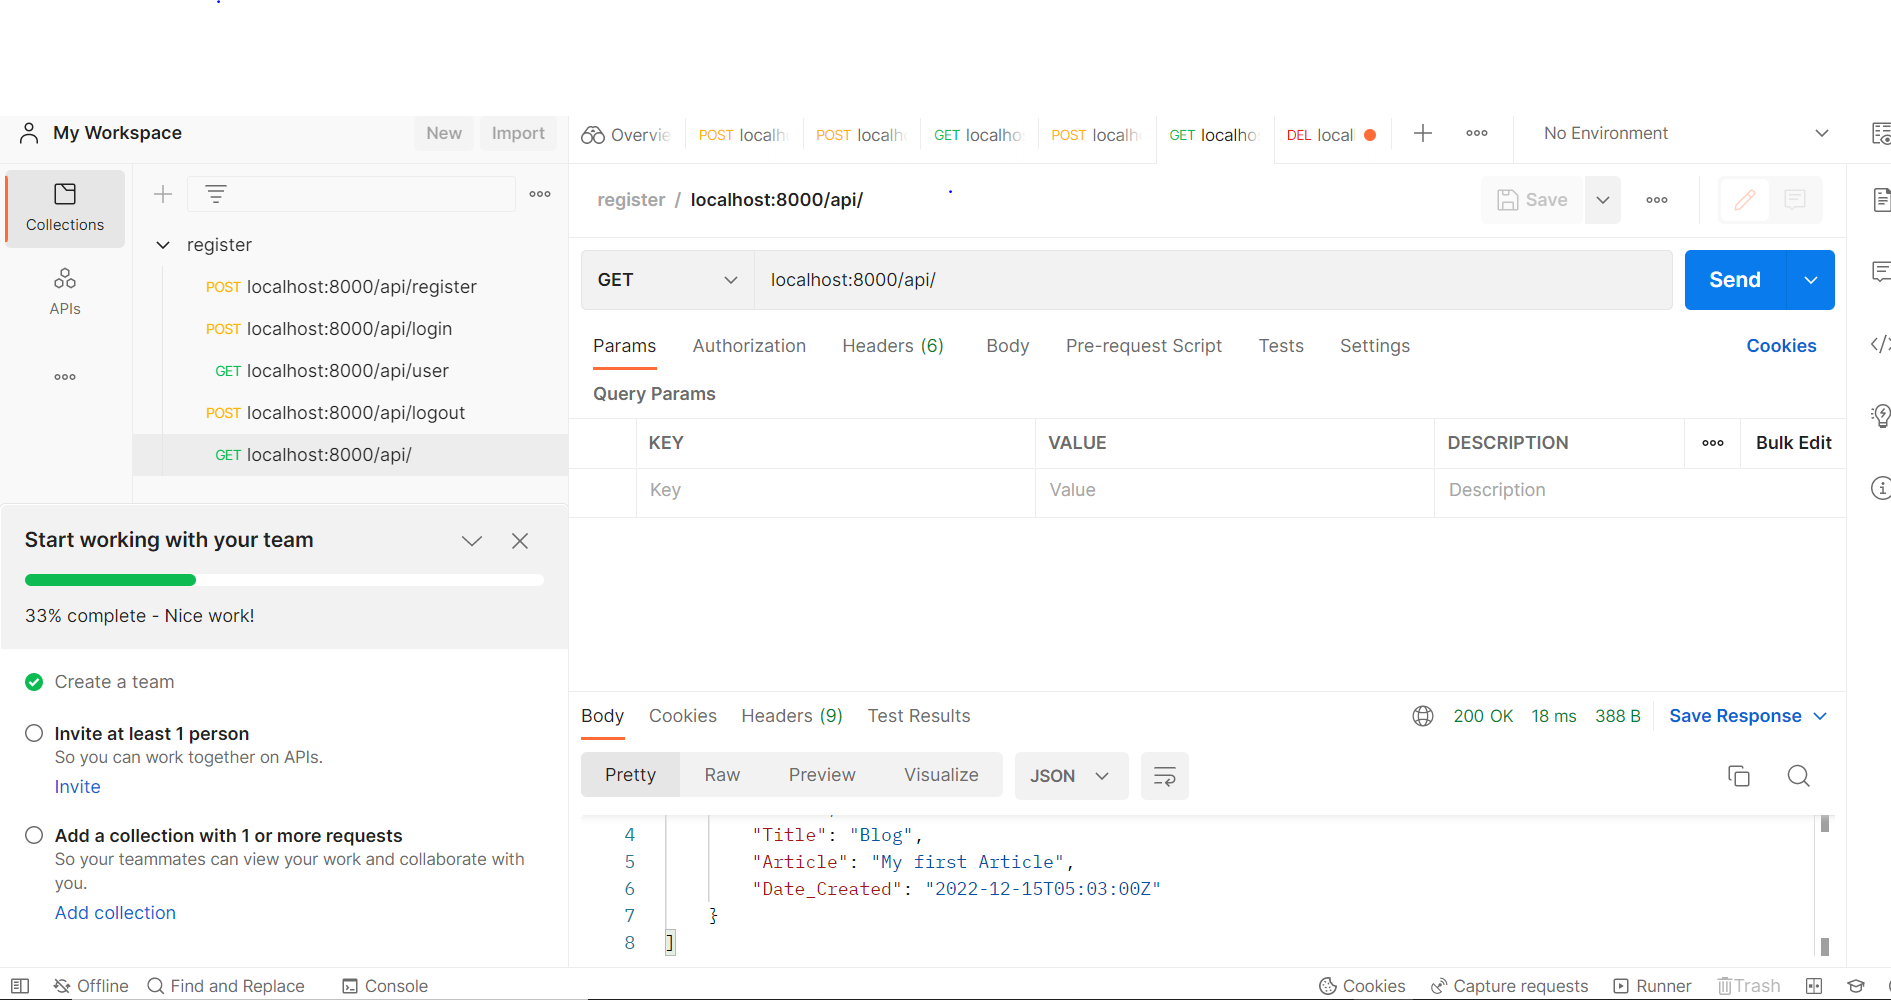 My Workspace
New
Import
Overvie
POST localh
POST localh
GET localho
POST localh
GET localho
DEL locall
No Environment
Collections
APIs
register
POST localhost:8000/api/register
POST localhost:8000/api/login
GET localhost:8000/api/user
POST localhost:8000/api/logout
GET localhost:8000/api/
Start working with your team
33% complete - Nice work!
Create a team
Invite at least 1 person
So you can work together on APIs.
Invite
Add a collection with 1 or more requests
So your teammates can view your work and collaborate with
you.
Add collection
register / localhost:8000/api/
Save
GET
localhost:8000/api/
Send
Params
Authorization
Headers (6)
Body
Pre-request Script
Tests
Settings
Cookies
Query Params
KEY
VALUE
DESCRIPTION
Bulk Edit
Key
Value
Description
Body
Cookies
Headers (9)
Test Results
200 OK
18 ms
388 B
Save Response
Pretty
Raw
Preview
Visualize
JSON
4 "Title": "Blog",
5 "Article": "My first Article",
6 "Date_Created": "2022-12-15T05:03:00Z"
7 }
8 ]
Offline
Find and Replace
Console
Cookies
Capture requests
Runner
Trash